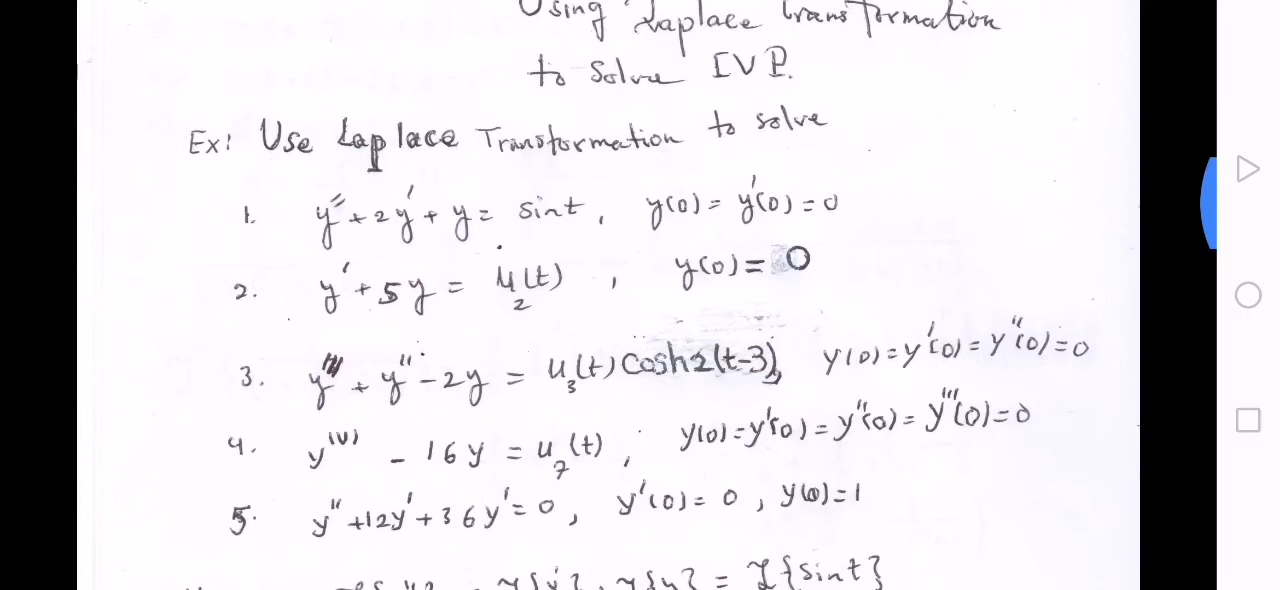 Using Laplace transformation
to solve IVP.
Ex: Use Laplace Transformation to solve
1. y'' + 2y' + y = sint, y(0) = y'(0) = 0
2. y' + 5y = u₂(t), y(0) = 0
3. y''' + y'' - 2y = u₃(t) cosh2(t-3), y(0) = y'(0) = y''(0) = 0
4. y⁽ⁱᵛ⁾ - 16y = u₇(t), y(0) = y'(0) = y''(0) = y'''(0) = 0
5. y'' + 12y' + 36y' = 0, y'(0) = 0, y(0) = 1
= L{sint}